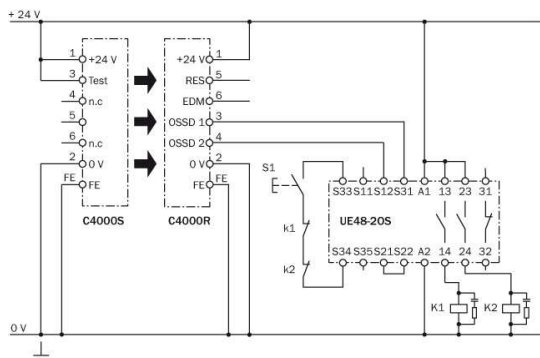 + 24 V
1 +24 V
3 Test
4 n.c
5
6 n.c
2 0 V
FE FE
C4000S
+24 V 1
RES 5
EDM 6
OSSD 1 3
OSSD 2 4
0 V 2
FE FE
C4000R
S1
k1
k2
S33 S11 S12 S31 A1 13 23 31
UE48-2OS
S34 S35 S21 S22 A2 14 24 32
K1
K2
0 V